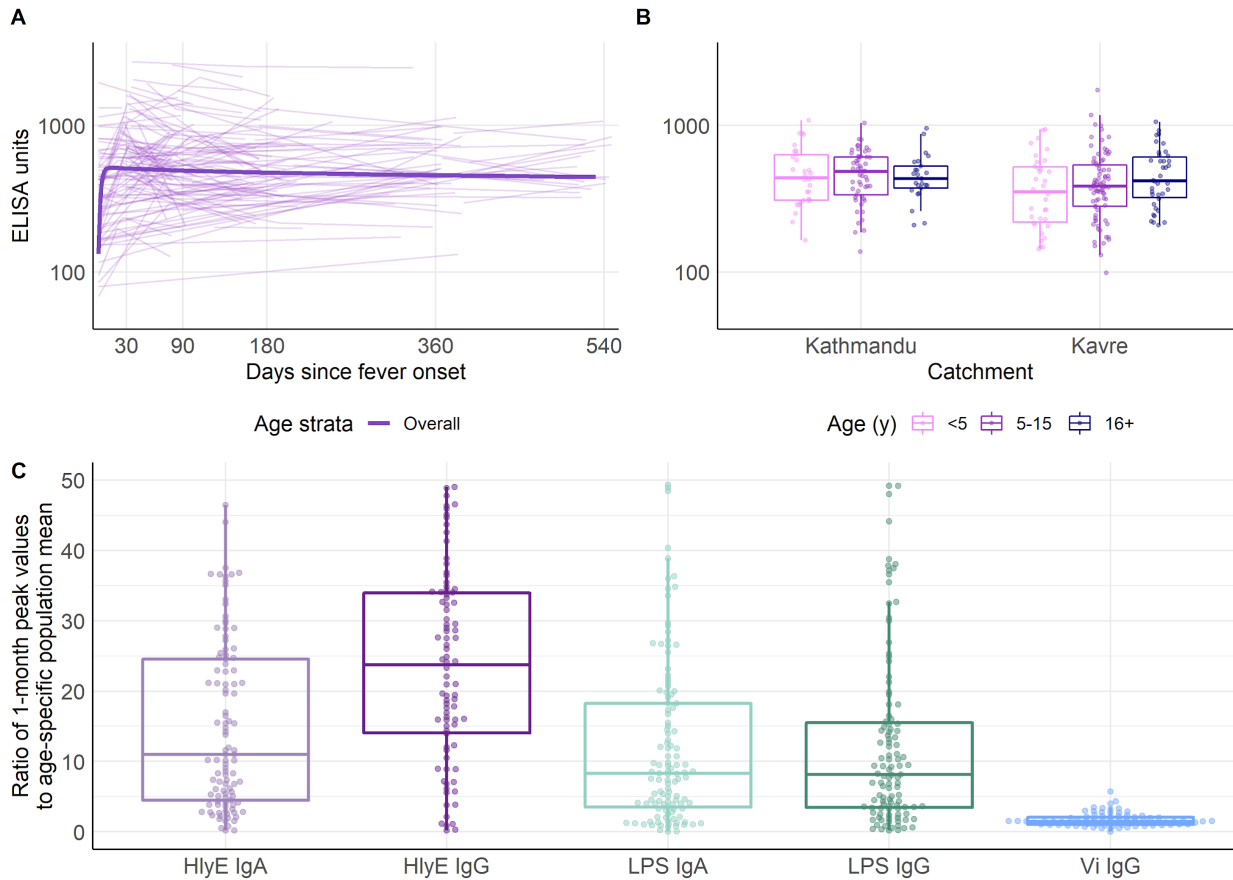 A
ELISA units
1000
100
30 90 180 360 540
Days since fever onset
Age strata Overall
B
1000
100
Kathmandu Kavre
Catchment
Age (y) <5 5-15 16+
C
Ratio of 1-month peak values
to age-specific population mean
50
40
30
20
10
0
HlyE IgA HlyE IgG LPS IgA LPS IgG Vi IgG